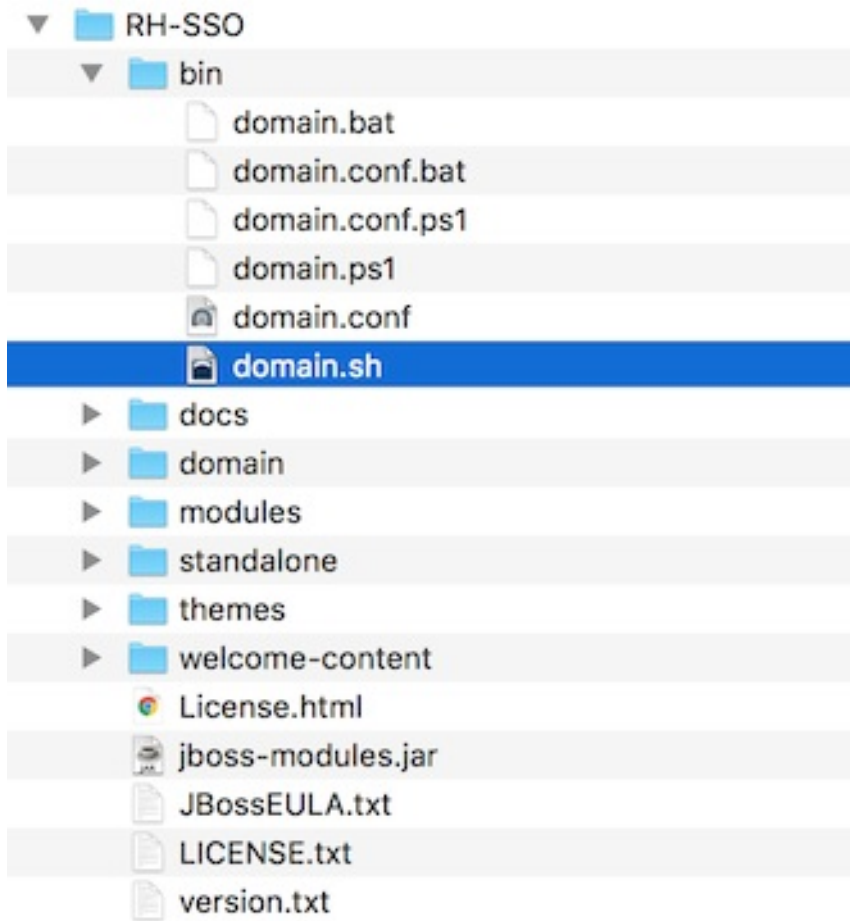 RH-SSO
bin
domain.bat
domain.conf.bat
domain.conf.ps1
domain.ps1
domain.conf
domain.sh
docs
domain
modules
standalone
themes
welcome-content
License.html
jboss-modules.jar
JBossEULA.txt
LICENSE.txt
version.txt